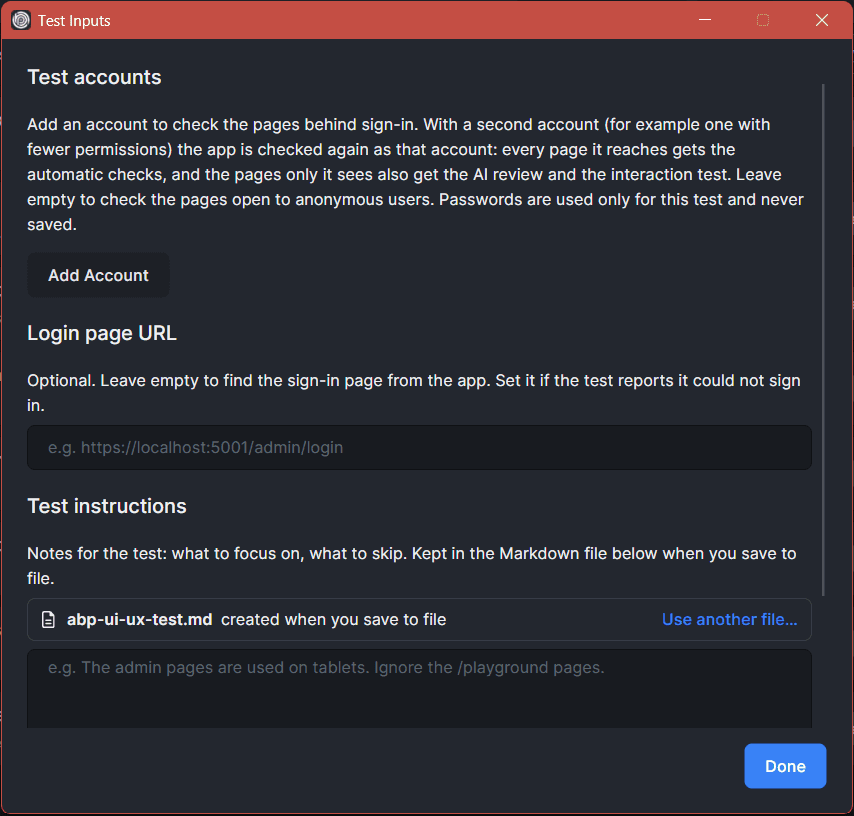 Test Inputs
Test accounts
Add an account to check the pages behind sign-in. With a second account (for example one with
fewer permissions) the app is checked again as that account: every page it reaches gets the
automatic checks, and the pages only it sees also get the AI review and the interaction test. Leave
empty to check the pages open to anonymous users. Passwords are used only for this test and never
saved.
Add Account
Login page URL
Optional. Leave empty to find the sign-in page from the app. Set it if the test reports it could not sign
in.
e.g. https://localhost:5001/admin/login
Test instructions
Notes for the test: what to focus on, what to skip. Kept in the Markdown file below when you save to
file.
abp-ui-ux-test.md created when you save to file Use another file...
e.g. The admin pages are used on tablets. Ignore the /playground pages.
Done